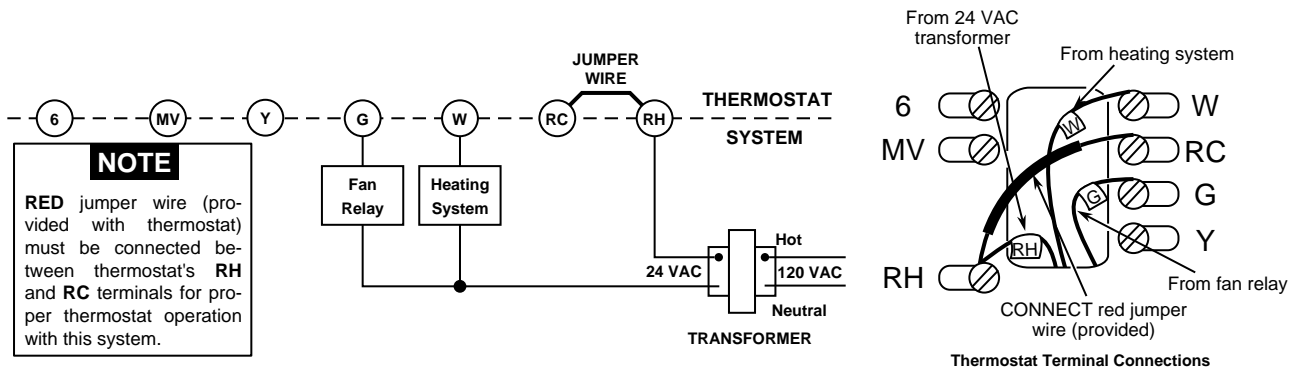 JUMPER
WIRE
6 MV Y G W RC RH
THERMOSTAT
SYSTEM
NOTE
RED jumper wire (pro-
vided with thermostat)
must be connected be-
tween thermostat's RH
and RC terminals for pro-
per thermostat operation
with this system.
Fan
Relay
Heating
System
24 VAC
Hot
120 VAC
Neutral
TRANSFORMER
From 24 VAC
transformer
From heating system
6
MV
RH
W
RC
G
Y
W
G
RH
From fan relay
CONNECT red jumper
wire (provided)
Thermostat Terminal Connections